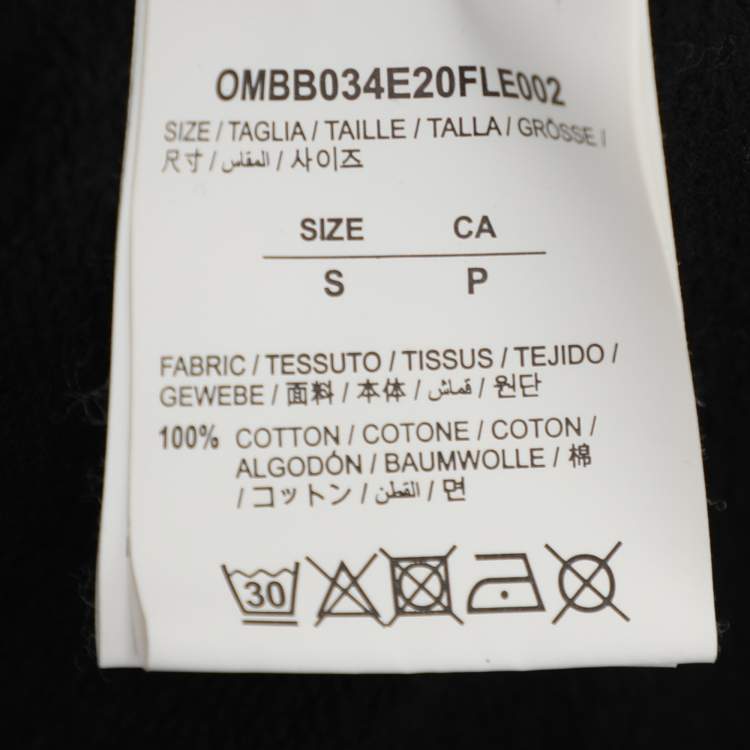 OMBB034E20FLE002
SIZE / TAGLIA / TAILLE / TALLA / GRÖSSE /
尺寸 / المقاس / 사이즈
SIZE CA
S P
FABRIC / TESSUTO / TISSUS / TEJIDO /
GEWEBE / 面料 / 本体 / قماش / 원단
100% COTTON / COTONE / COTON /
ALGODÓN / BAUMWOLLE / 棉
/ コットン / القطن / 면
30